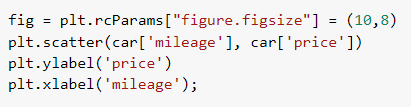 fig = plt.rcParams["figure.figsize"] = (10,8)
plt.scatter(car['mileage'], car['price'])
plt.ylabel('price')
plt.xlabel('mileage');